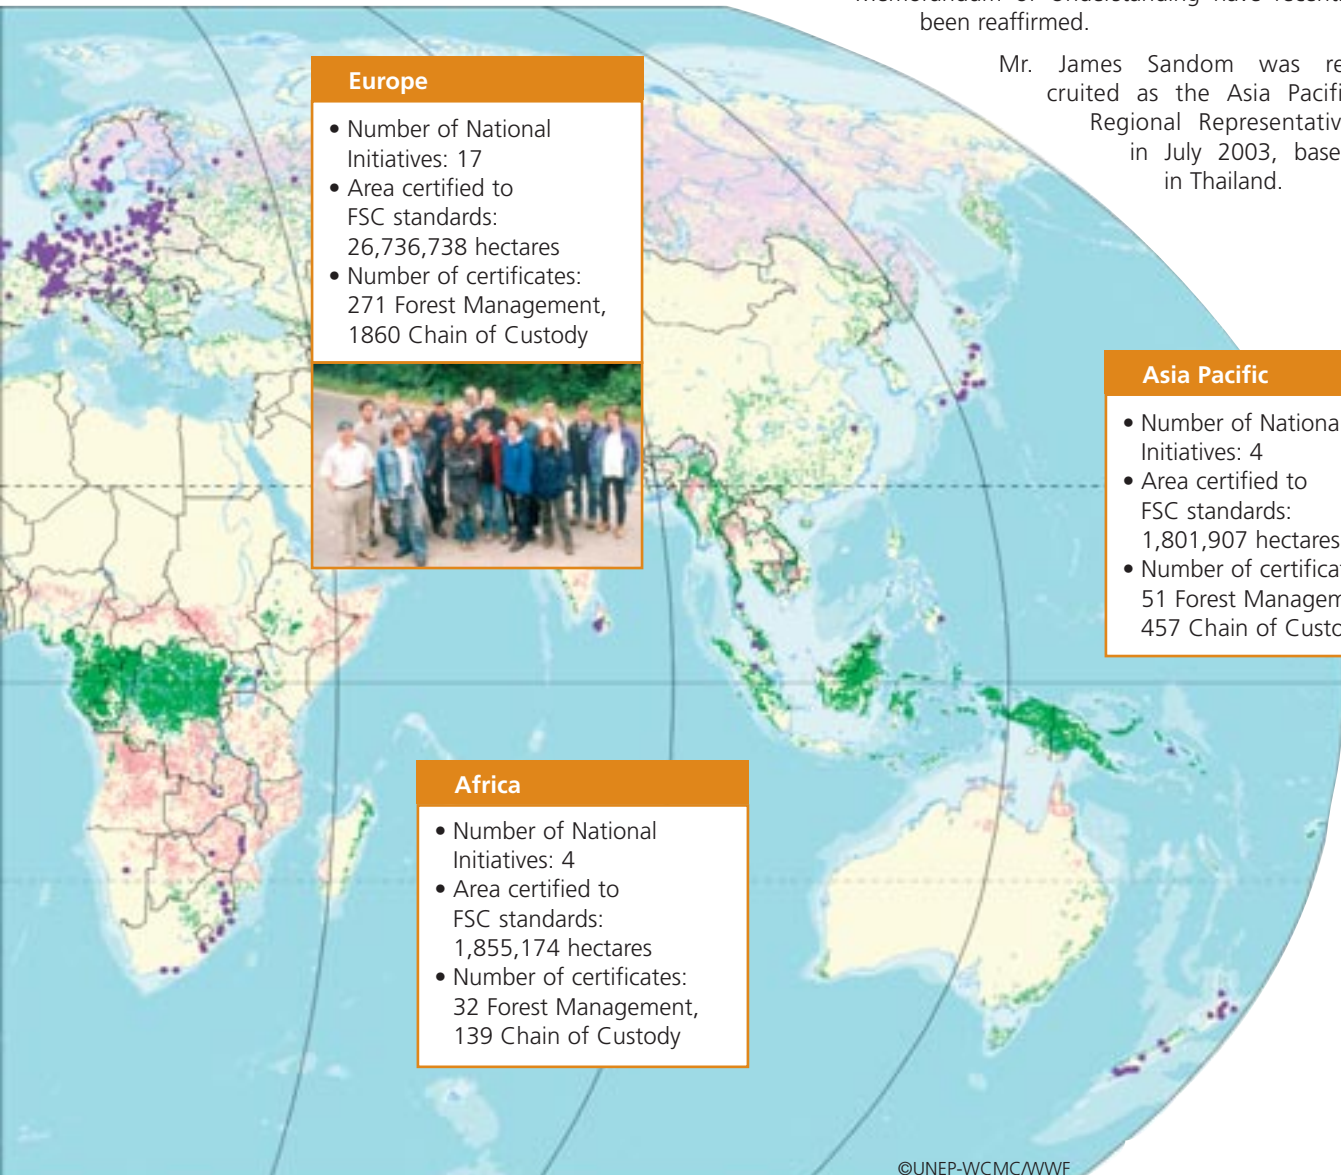 been reaffirmed.
Mr. James Sandom was re
cruited as the Asia Pacifi
Regional Representativ
in July 2003, base
in Thailand.
Europe
• Number of National
Initiatives: 17
• Area certified to
FSC standards:
26,736,738 hectares
• Number of certificates:
271 Forest Management,
1860 Chain of Custody
Asia Pacific
• Number of Nationa
Initiatives: 4
• Area certified to
FSC standards:
1,801,907 hectares
• Number of certifica
51 Forest Managem
457 Chain of Custo
Africa
• Number of National
Initiatives: 4
• Area certified to
FSC standards:
1,855,174 hectares
• Number of certificates:
32 Forest Management,
139 Chain of Custody
©UNEP-WCMC/WWF